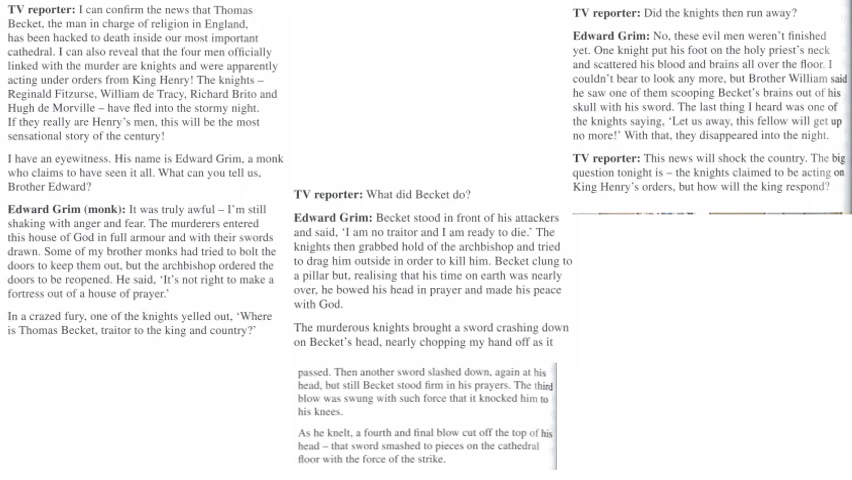 TV reporter: I can confirm the news that Thomas
Becket, the man in charge of religion in England,
has been hacked to death inside our most important
cathedral. I can also reveal that the four men officially
linked with the murder are knights and were apparently
acting under orders from King Henry! The knights –
Reginald Fitzurse, William de Tracy, Richard Brito and
Hugh de Morville – have fled into the stormy night.
If they really are Henry's men, this will be the most
sensational story of the century!
I have an eyewitness. His name is Edward Grim, a monk
who claims to have seen it all. What can you tell us,
Brother Edward?
Edward Grim (monk): It was truly awful – I'm still
shaking with anger and fear. The murderers entered
this house of God in full armour and with their swords
drawn. Some of my brother monks had tried to bolt the
doors to keep them out, but the archbishop ordered the
doors to be reopened. He said, 'It's not right to make a
fortress out of a house of prayer.'
In a crazed fury, one of the knights yelled out, 'Where
is Thomas Becket, traitor to the king and country?'
TV reporter: What did Becket do?
Edward Grim: Becket stood in front of his attackers
and said, 'I am no traitor and I am ready to die.' The
knights then grabbed hold of the archbishop and tried
to drag him outside in order to kill him. Becket clung to
a pillar but, realising that his time on earth was nearly
over, he bowed his head in prayer and made his peace
with God.
The murderous knights brought a sword crashing down
on Becket's head, nearly chopping my hand off as it
passed. Then another sword slashed down, again at his
head, but still Becket stood firm in his prayers. The third
blow was swung with such force that it knocked him to
his knees.
As he knelt, a fourth and final blow cut off the top of his
head – that sword smashed to pieces on the cathedral
floor with the force of the strike.
TV reporter: Did the knights then run away?
Edward Grim: No, these evil men weren't finished
yet. One knight put his foot on the holy priest's neck
and scattered his blood and brains all over the floor. I
couldn't bear to look any more, but Brother William said
he saw one of them scooping Becket's brains out of his
skull with his sword. The last thing I heard was one of
the knights saying, 'Let us away, this fellow will get up
no more!' With that, they disappeared into the night.
TV reporter: This news will shock the country. The big
question tonight is – the knights claimed to be acting on
King Henry's orders, but how will the king respond?